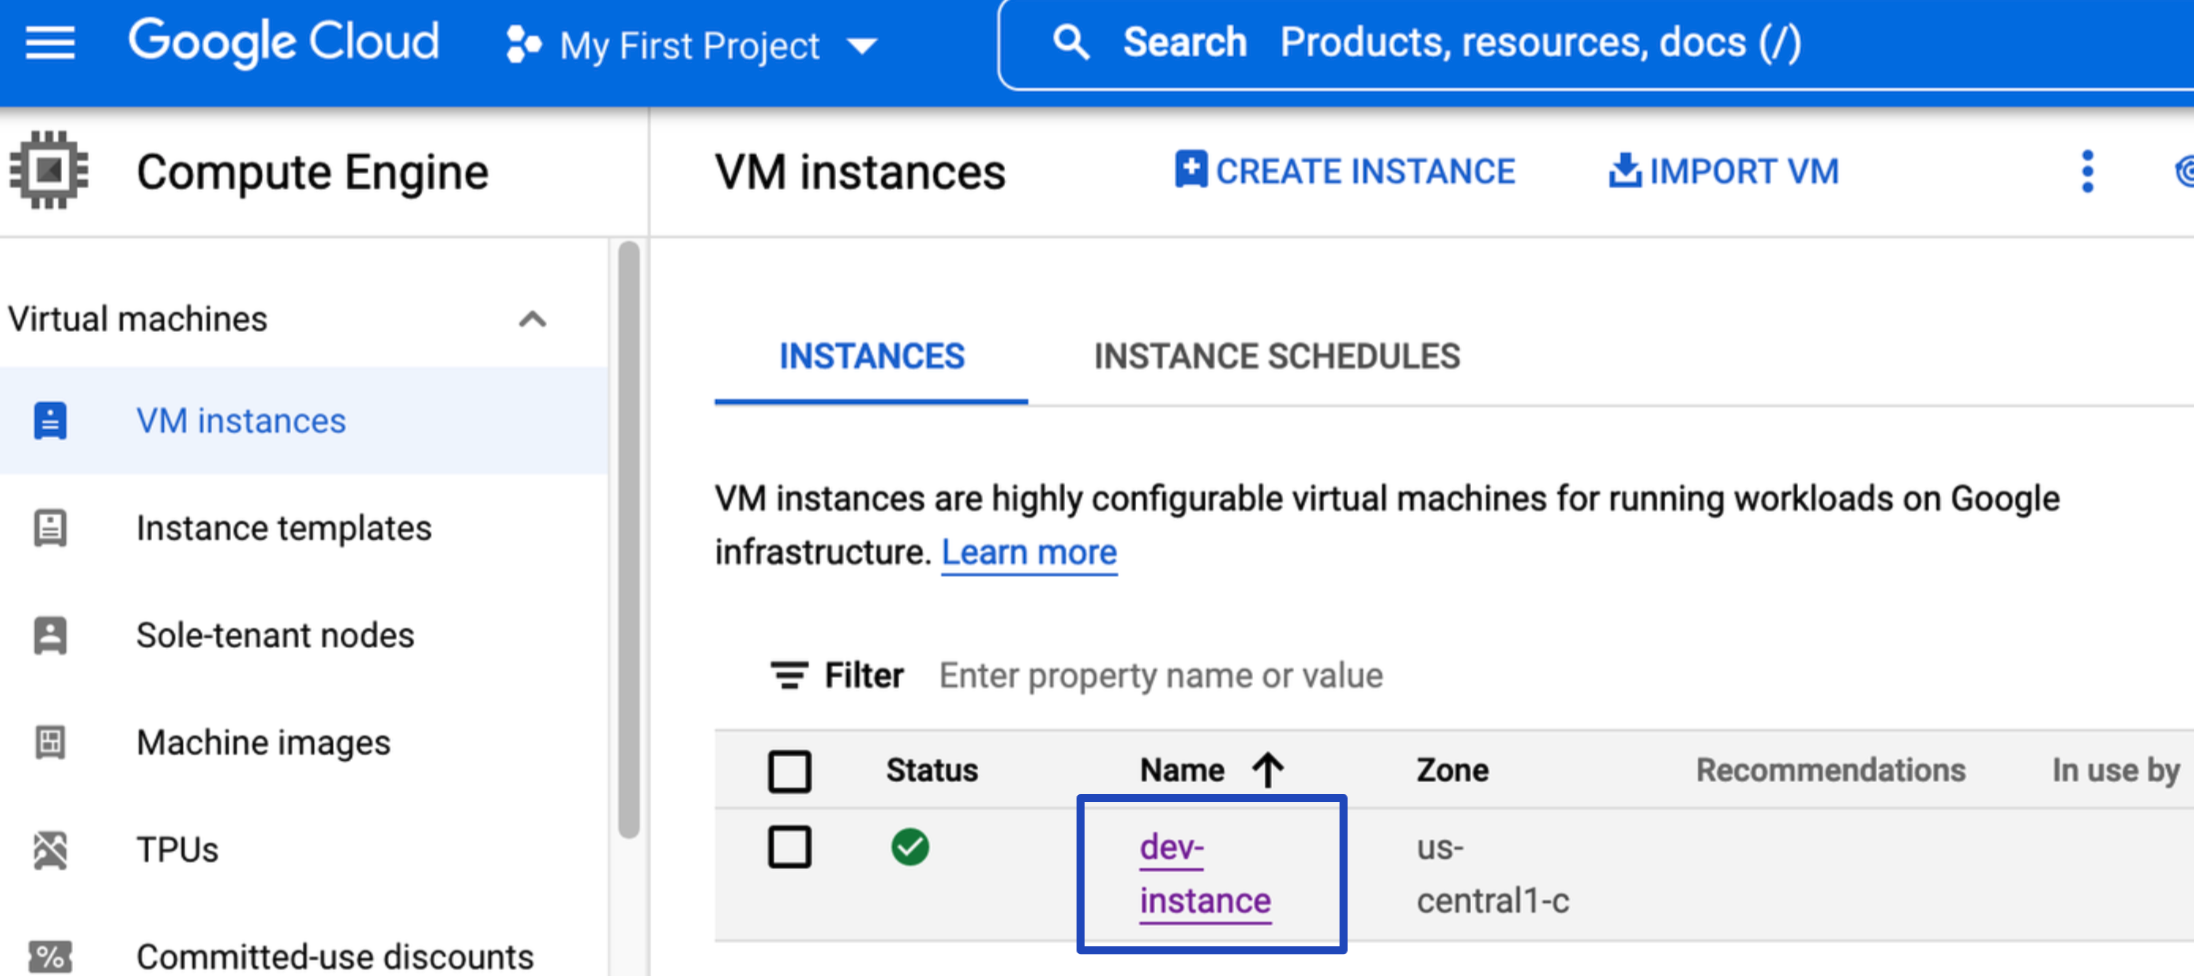 Google Cloud
My First Project
Search Products, resources, docs (/)
Compute Engine
VM instances
CREATE INSTANCE
IMPORT VM
Virtual machines
VM instances
Instance templates
Sole-tenant nodes
Machine images
TPUs
Committed-use discounts
INSTANCES
INSTANCE SCHEDULES
VM instances are highly configurable virtual machines for running workloads on Google
infrastructure. Learn more
Filter Enter property name or value
Status Name Zone Recommendations In use by
dev-
instance
us-
central1-c